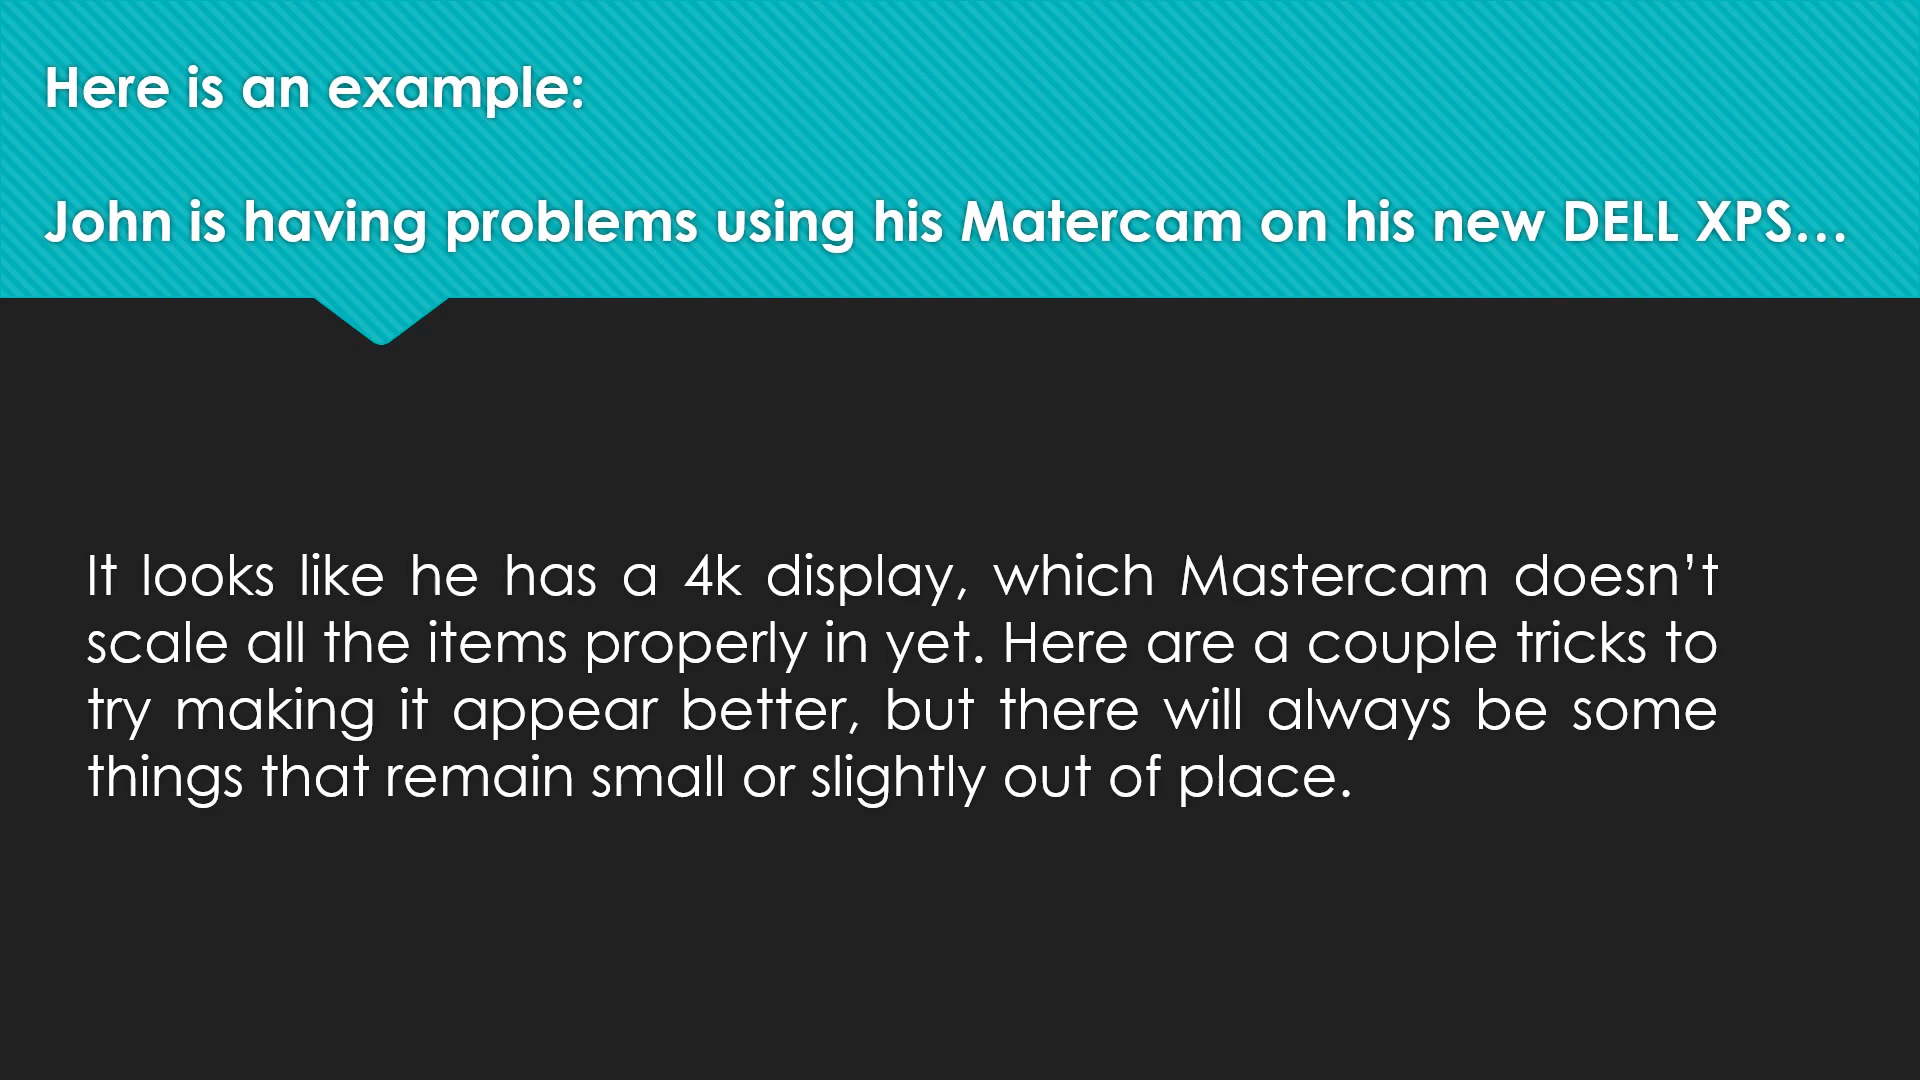 Here is an example:
John is having problems using his Matercam on his new DELL XPS…
It looks like he has a 4k display, which Mastercam doesn’t
scale all the items properly in yet. Here are a couple tricks to
try making it appear better, but there will always be some
things that remain small or slightly out of place.